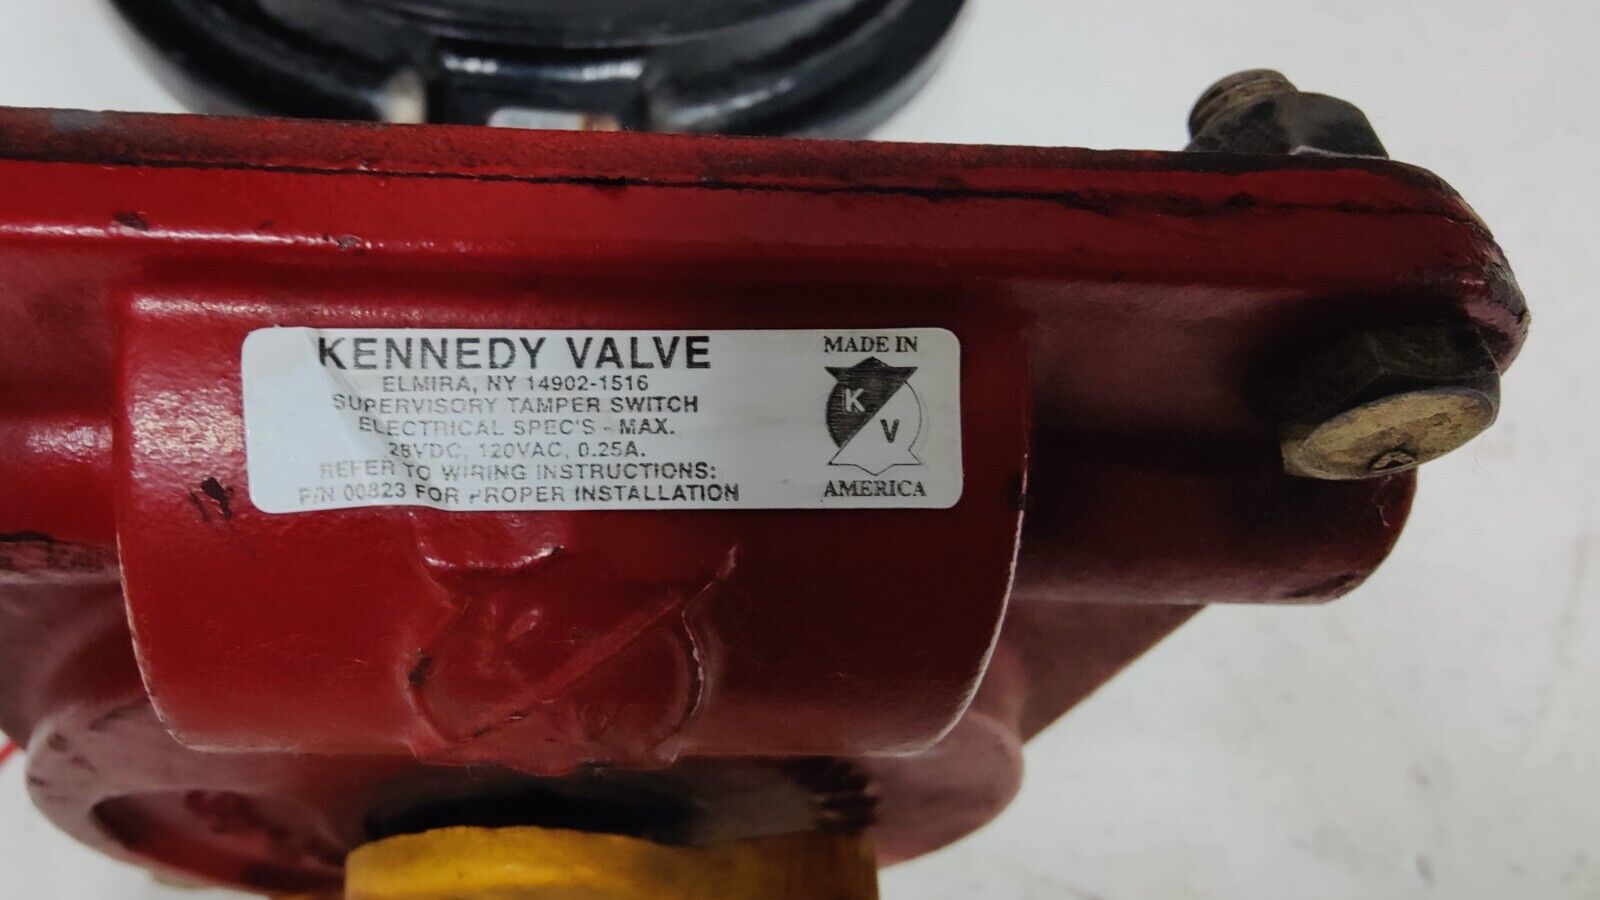 KENNEDY VALVE
ELMIRA, NY 14902-1516
SUPERVISORY TAMPER SWITCH
ELECTRICAL SPEC'S - MAX.
28VDC, 120VAC, 0.25A.
REFER TO WIRING INSTRUCTIONS:
P/N 00823 FOR PROPER INSTALLATION
MADE IN
K
V
AMERICA